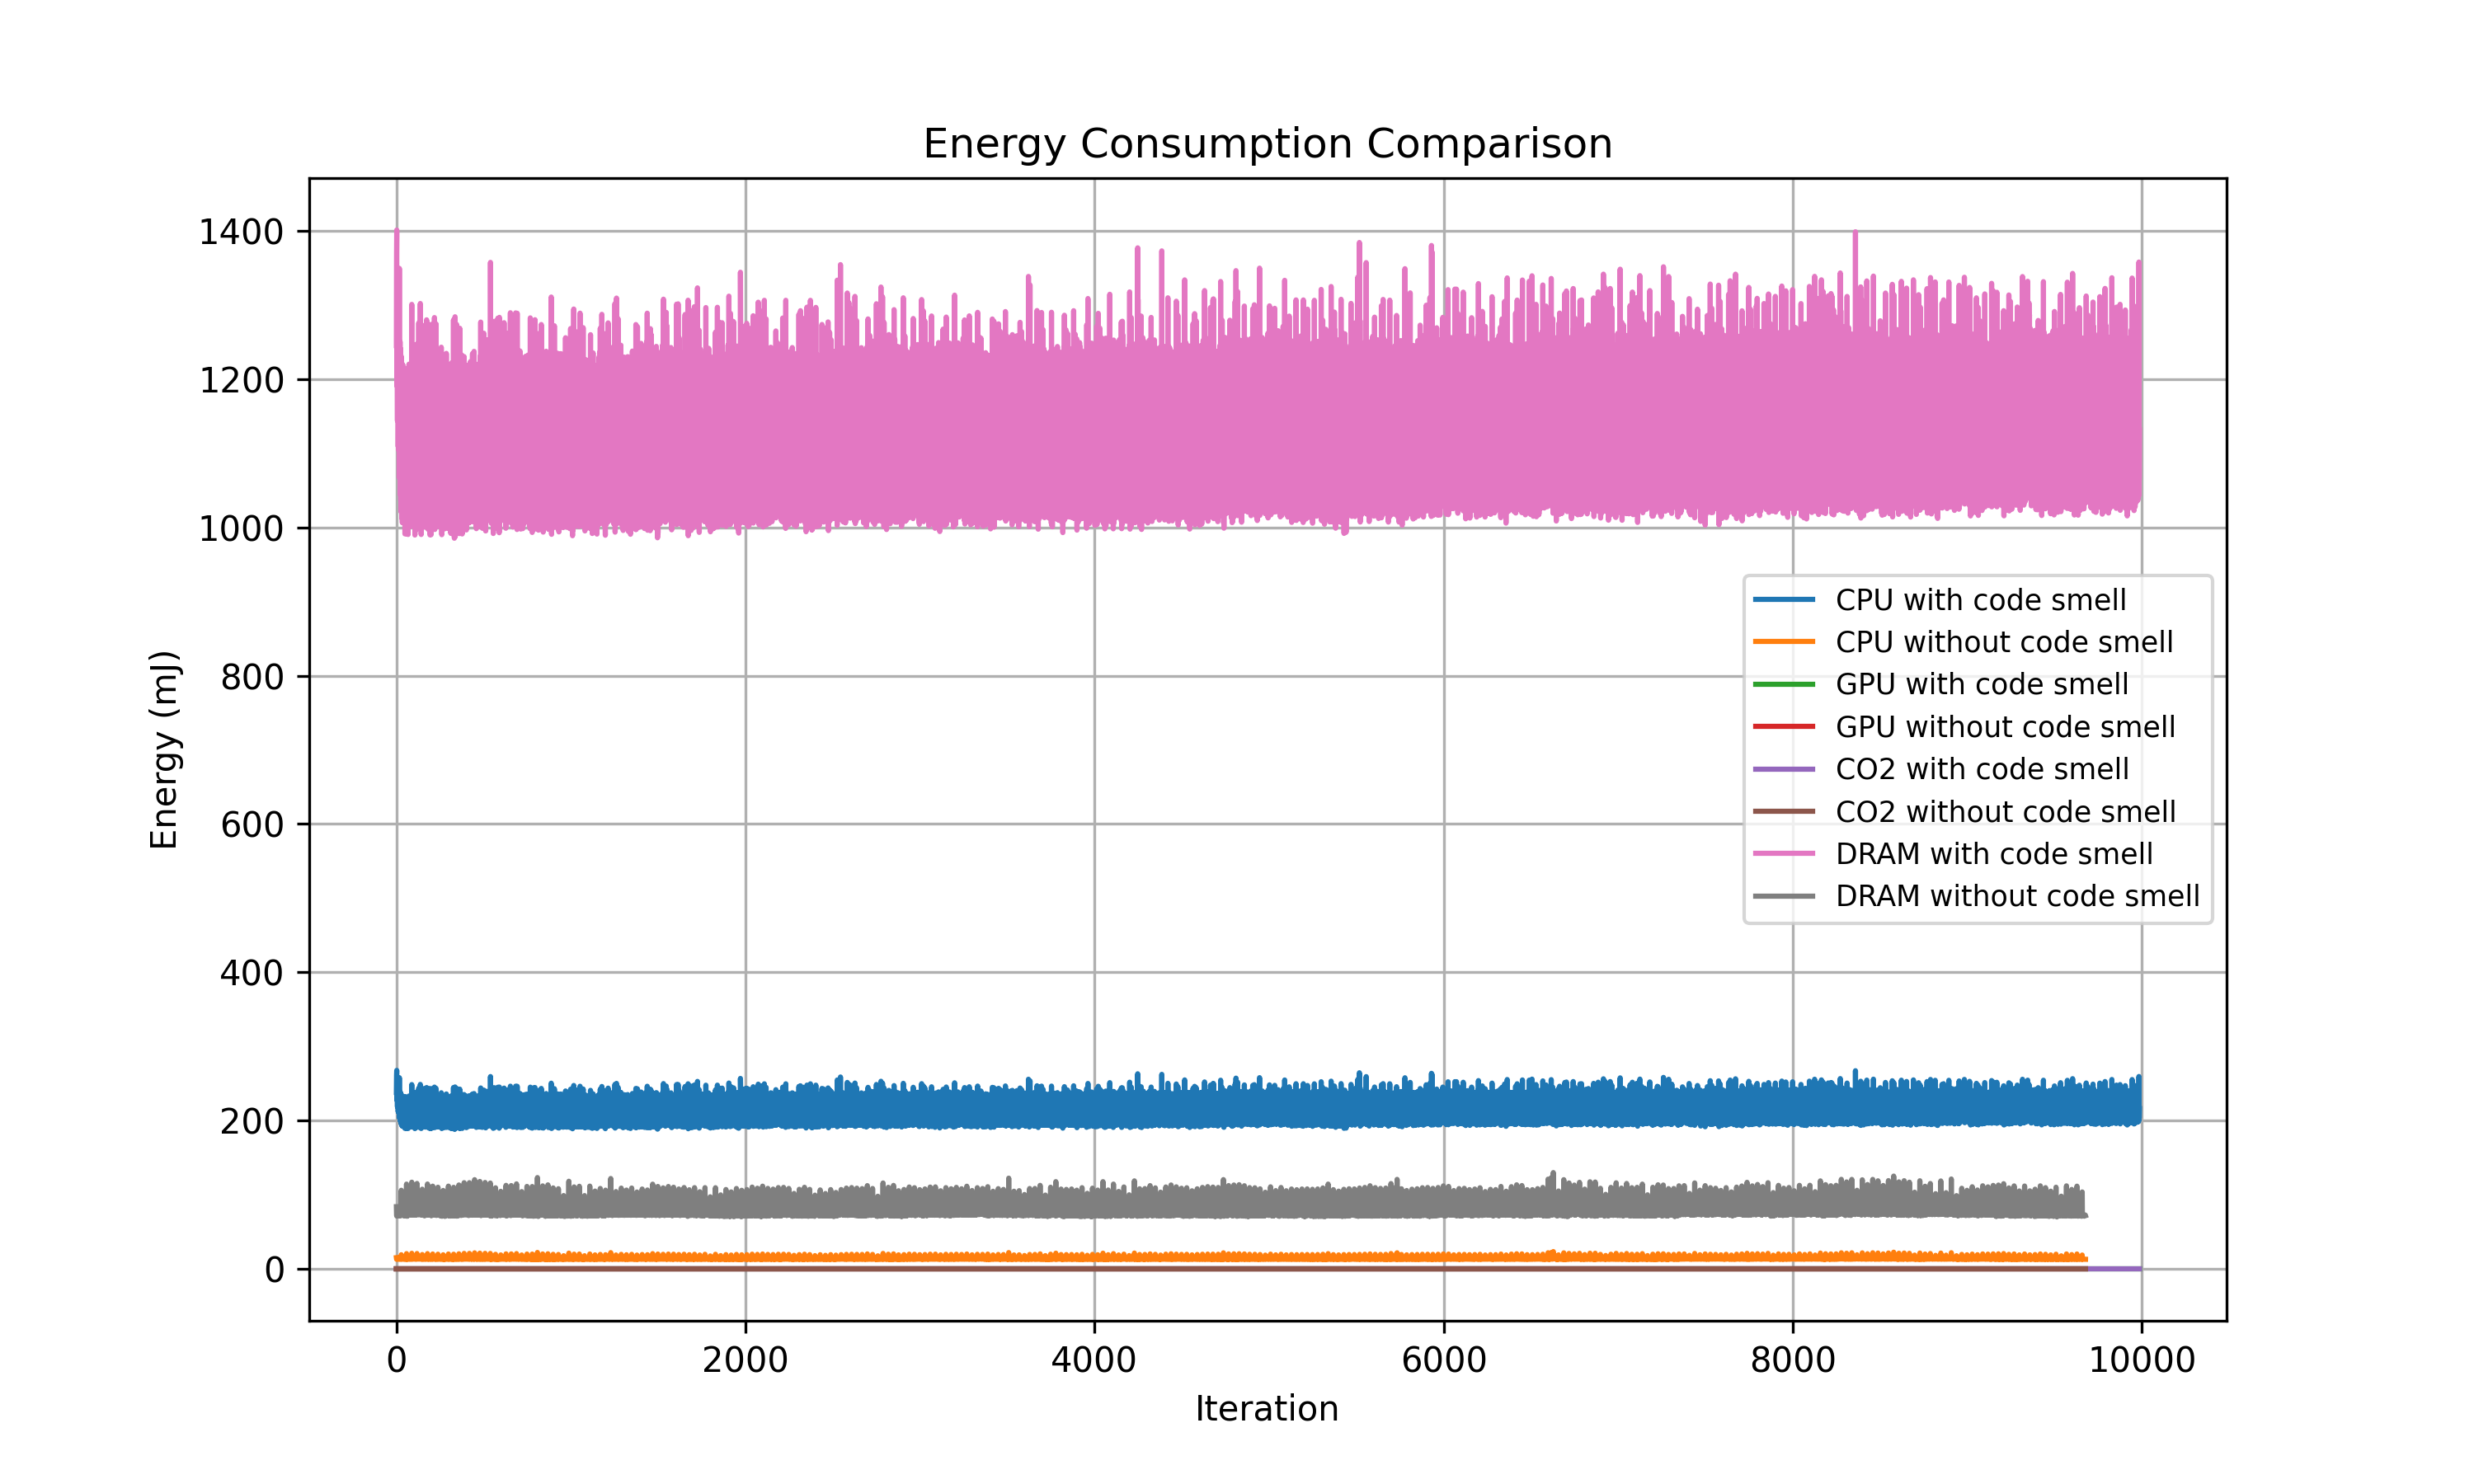 Energy Consumption Comparison
1400
1200
1000
800
600
400
200
0
Energy (mJ)
CPU with code smell
CPU without code smell
GPU with code smell
GPU without code smell
CO2 with code smell
CO2 without code smell
DRAM with code smell
DRAM without code smell
0 2000 4000 6000 8000 10000
Iteration